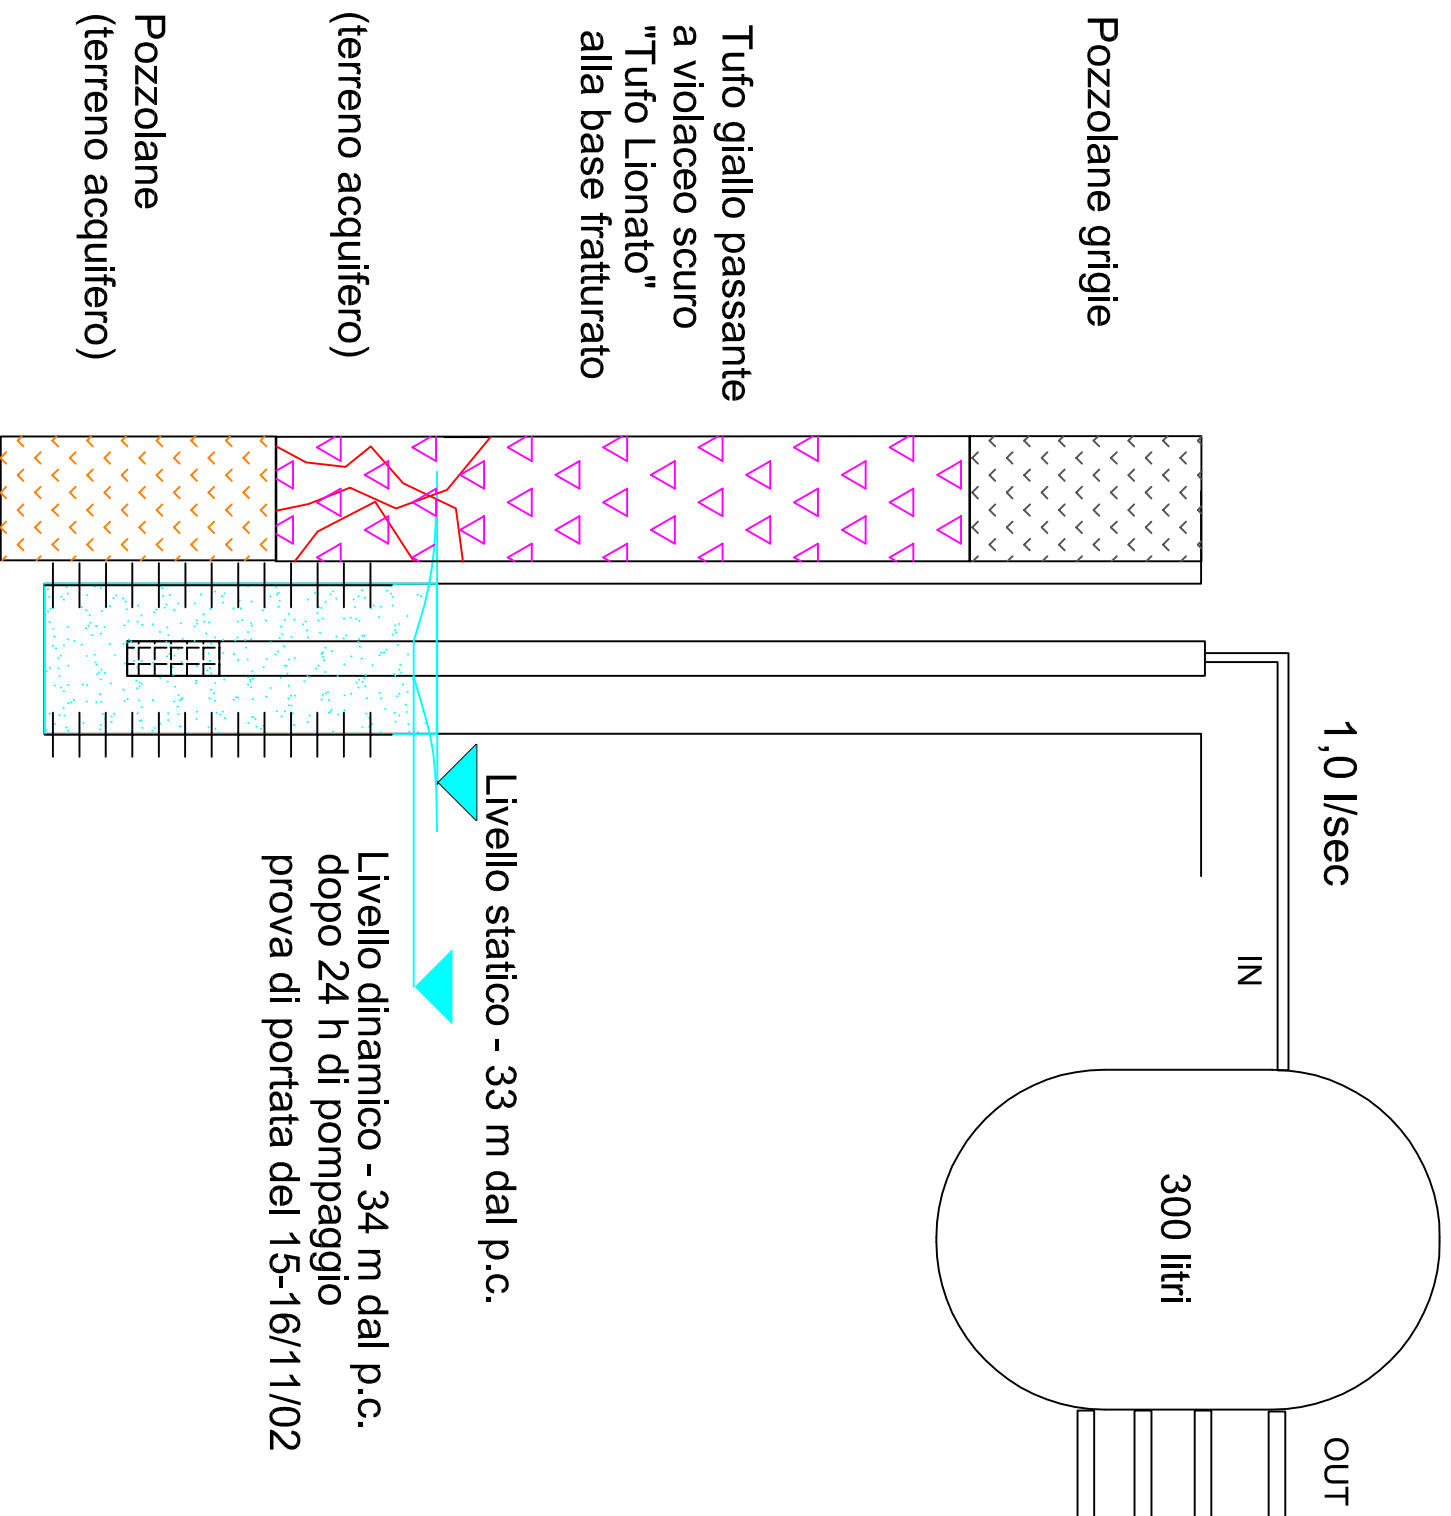 Pozzolane grigie
Tufo giallo passante
a violaceo scuro
"Tufo Lionato"
alla base fratturato
(terreno acquifero)
Pozzolane
(terreno acquifero)
1,0 l/sec
IN
300 litri
OUT
Livello statico - 33 m dal p.c.
Livello dinamico - 34 m dal p.c.
dopo 24 h di pompaggio
prova di portata del 15-16/11/02